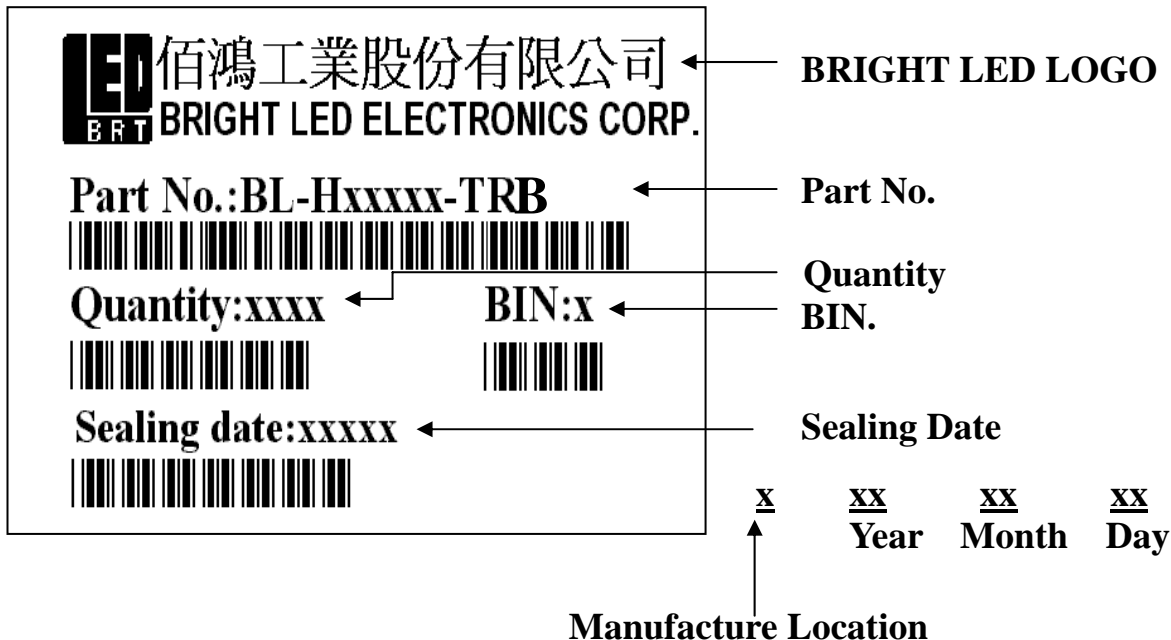 LED 佰鴻工業股份有限公司 BRIGHT LED LOGO
BRT BRIGHT LED ELECTRONICS CORP.
Part No.:BL-Hxxxxx-TRB Part No.
Quantity
Quantity:xxxx BIN:x BIN.
Sealing date:xxxxx Sealing Date
x xx xx xx
Year Month Day
Manufacture Location